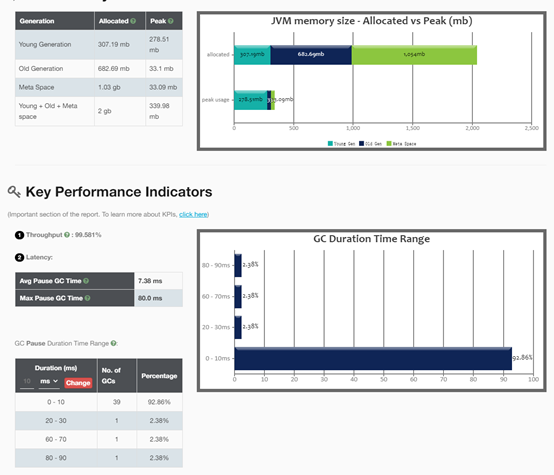 Generation Allocated Peak
Young Generation 307.19 mb 278.51 mb
Old Generation 682.69 mb 33.1 mb
Meta Space 1.03 gb 33.09 mb
Young + Old + Meta space 2 gb 339.98 mb
JVM memory size - Allocated vs Peak (mb)
allocated 307.19mb 682.69mb 1,054mb
peak usage 278.51mb 33.09mb
0 500 1,000 1,500 2,000 2,500
Young Gen Old Gen Meta Space
Key Performance Indicators
(Important section of the report. To learn more about KPIs, click here)
1 Throughput : 99.581%
2 Latency:
Avg Pause GC Time 7.38 ms
Max Pause GC Time 80.0 ms
GC Pause Duration Time Range :
Duration (ms) No. of GCs Percentage
10 ms Change
0 - 10 39 92.86%
20 - 30 1 2.38%
60 - 70 1 2.38%
80 - 90 1 2.38%
GC Duration Time Range
80 - 90ms 2.38%
60 - 70ms 2.38%
20 - 30ms 2.38%
0 - 10ms 92.86%
0 10 20 30 40 50 60 70 80 90 100